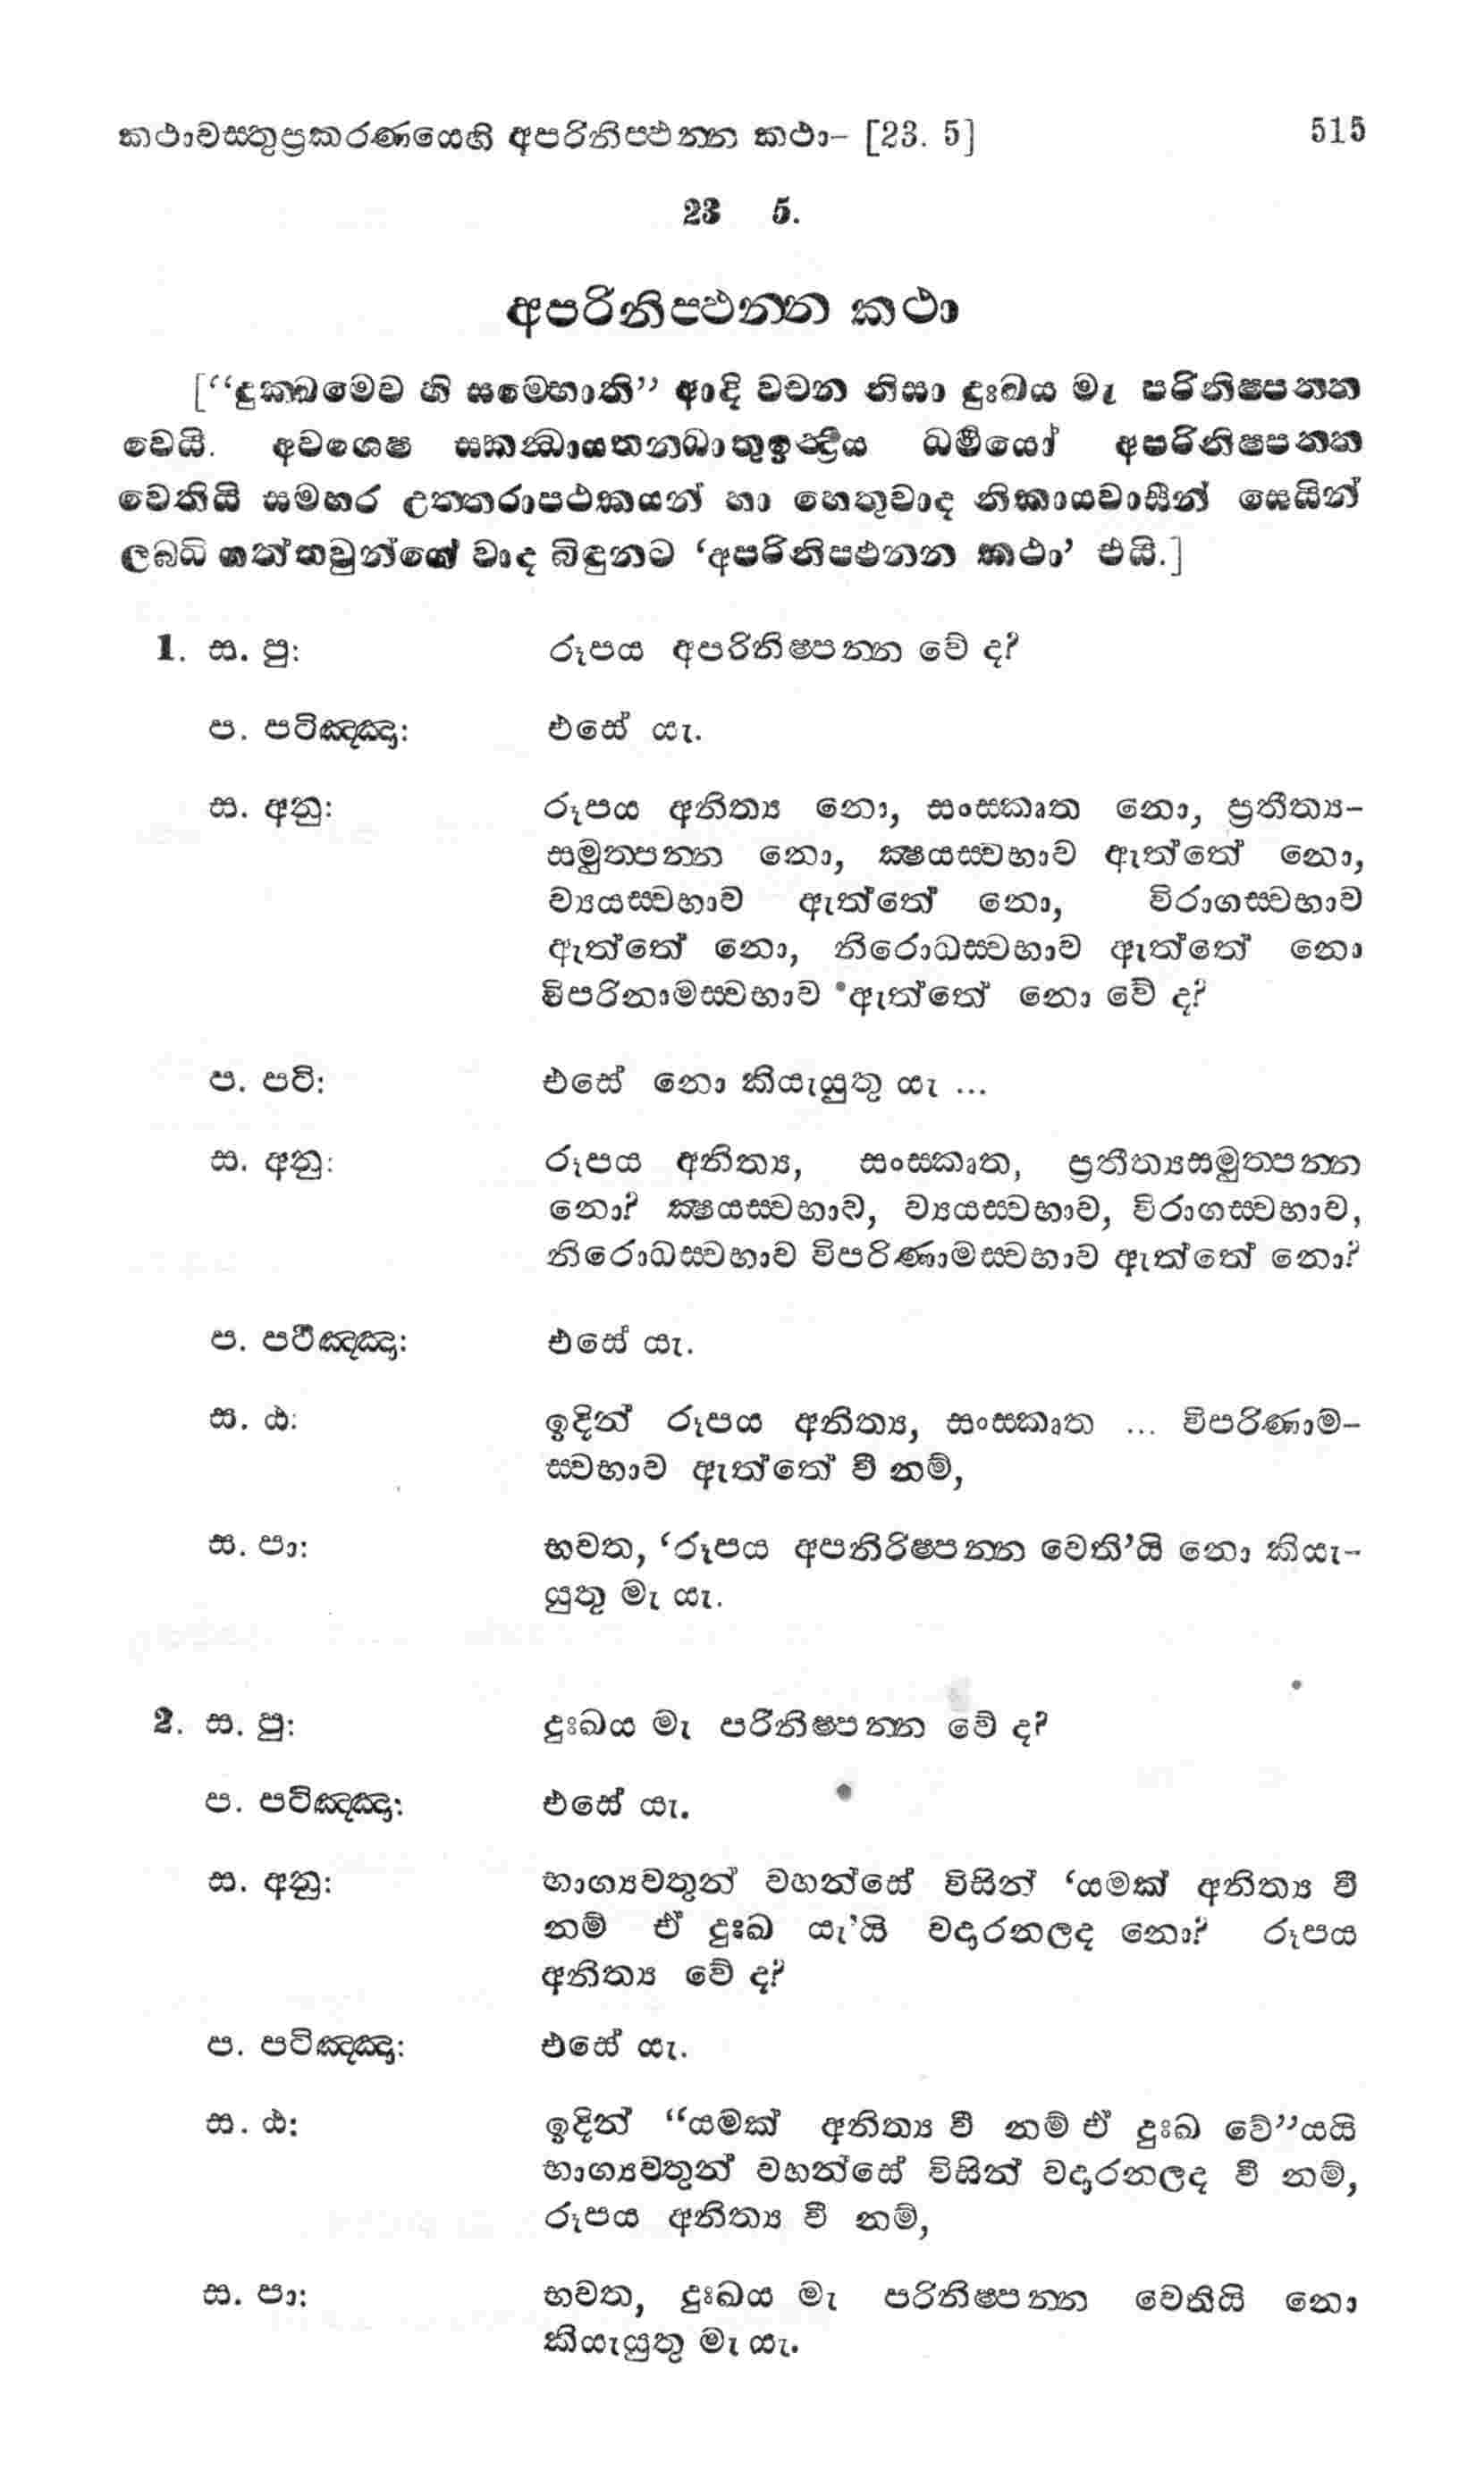 කථාවස්තුප්‍රකරණයෙහි අපරිනිප්ඵන්න කථා- [23. 5] 515
23 5.
අපරිනිප්ඵන්න කථා
[“දුක්ඛමෙව හි සම්භොති” ආදි වචන නිසා දුඃඛය මැ පරිනිෂ්පන්න
වෙයි. අවශෙෂ ස්කන්ධායතනධාතුඉන්ද්‍රිය ධර්මයෝ අපරිනිෂ්පන්න
වෙතියි සමහර උත්තරාපථකයන් හා හෙතුවාද නිකායවාසීන් සෙයින්
ලබ්ධි ගත්තවුන්ගේ වාද බිඳුනට ‘අපරිනිප්ඵන්න කථා’ එයි.]
1. ස. පු: රූපය අපරිනිෂ්පන්න වේ ද?
ප. පටිඤ්ඤා: එසේ යැ.
ස. අනු: රූපය අනිත්‍ය නො, සංස්කෘත නො, ප්‍රතීත්‍ය-
සමුත්පන්න නො, ක්ෂයස්වභාව ඇත්තේ නො,
ව්‍යයස්වභාව ඇත්තේ නො, විරාගස්වභාව
ඇත්තේ නො, නිරොධස්වභාව ඇත්තේ නො
විපරිනාමස්වභාව ඇත්තේ නො වේ ද?
ප. පටි: එසේ නො කියැයුතු යැ ...
ස. අනු: රූපය අනිත්‍ය, සංස්කෘත, ප්‍රතීත්‍යසමුත්පන්න
නො? ක්ෂයස්වභාව, ව්‍යයස්වභාව, විරාගස්වභාව,
නිරොධස්වභාව විපරිණාමස්වභාව ඇත්තේ නො?
ප. පටිඤ්ඤා: එසේ යැ.
ස. ඨ: ඉදින් රූපය අනිත්‍ය, සංස්කෘත ... විපරිණාම-
ස්වභාව ඇත්තේ වී නම්,
ස. පා: භවත, ‘රූපය අපනිරිෂ්පන්න වෙති’යි නො කියැ-
යුතු මැ යැ.
2. ස. පු: දුඃඛය මැ පරිනිෂ්පන්න වේ ද?
ප. පටිඤ්ඤා: එසේ යැ.
ස. අනු: භාග්‍යවතුන් වහන්සේ විසින් ‘යමක් අනිත්‍ය වී
නම් ඒ දුඃඛ යැ’යි වදාරනලද නො? රූපය
අනිත්‍ය වේ ද?
ප. පටිඤ්ඤා: එසේ යැ.
ස. ඨ: ඉදින් “යමක් අනිත්‍ය වී නම් ඒ දුඃඛ වේ”යයි
භාග්‍යවතුන් වහන්සේ විසින් වදාරනලද වී නම්,
රූපය අනිත්‍ය වී නම්,
ස. පා: භවත, දුඃඛය මැ පරිනිෂ්පන්න වෙතියි නො
කියැයුතු මැ යැ.